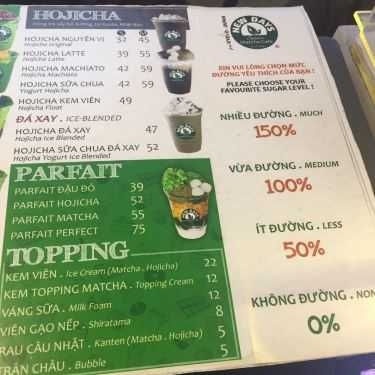 HOJICHA
HOJICHA NGUYÊN VỊ 32 45
Hojicha original
HOJICHA LATTE 39 55
Hojicha Latte
HOJICHA MACHIATO 42 59
Hojicha Machiato
HOJICHA SỮA CHUA 42 59
Yogurt Hojicha
HOJICHA KEM VIÊN 49
Hojicha Float
ĐÁ XAY - ICE-BLENDED
HOJICHA ĐÁ XAY 47
Hojicha Ice Blended
HOJICHA SỮA CHUA ĐÁ XAY 52
Hojicha Yogurt Ice Blended
PARFAIT
PARFAIT ĐẬU ĐỎ 39
PARFAIT HOJICHA 52
PARFAIT MATCHA 55
PARFAIT PERFECT 75
TOPPING
KEM VIÊN - Ice Cream (Matcha - Hojicha) 22
KEM TOPPING MATCHA - Topping Cream 12
VÁNG SỮA - Milk Foam 12
VIÊN GẠO NẾP - Shiratama 8
RAU CÂU NHẬT - Kanten (Matcha - Hojicha) 5
TRÂN CHÂU - Bubble 5
NEW DAYS
XIN VUI LÒNG CHỌN MỨC
ĐƯỜNG YÊU THÍCH CỦA BẠN !
PLEASE CHOOSE YOUR
FAVOURITE SUGAR LEVEL !
NHIỀU ĐƯỜNG - MUCH
150%
VỪA ĐƯỜNG - MEDIUM
100%
ÍT ĐƯỜNG - LESS
50%
KHÔNG ĐƯỜNG - NON
0%